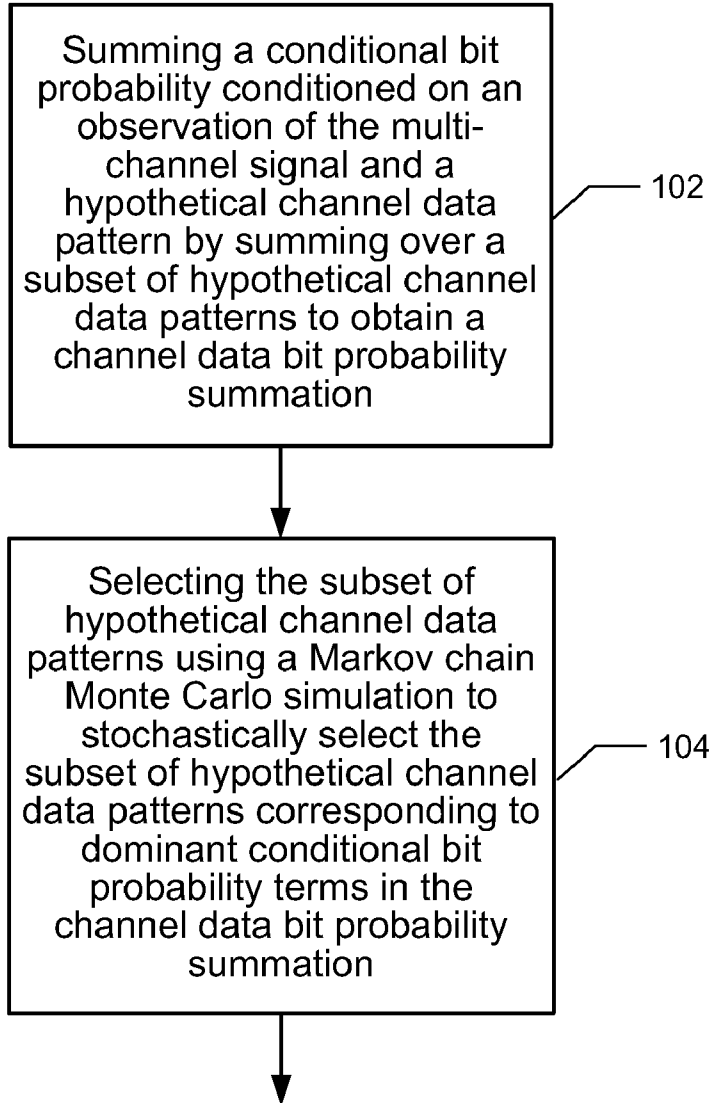 Summing a conditional bit
probability conditioned on an
observation of the multi-
channel signal and a
hypothetical channel data
pattern by summing over a
subset of hypothetical channel
data patterns to obtain a
channel data bit probability
summation
102
Selecting the subset of
hypothetical channel data
patterns using a Markov chain
Monte Carlo simulation to
stochastically select the
subset of hypothetical channel
data patterns corresponding to
dominant conditional bit
probability terms in the
channel data bit probability
summation
104